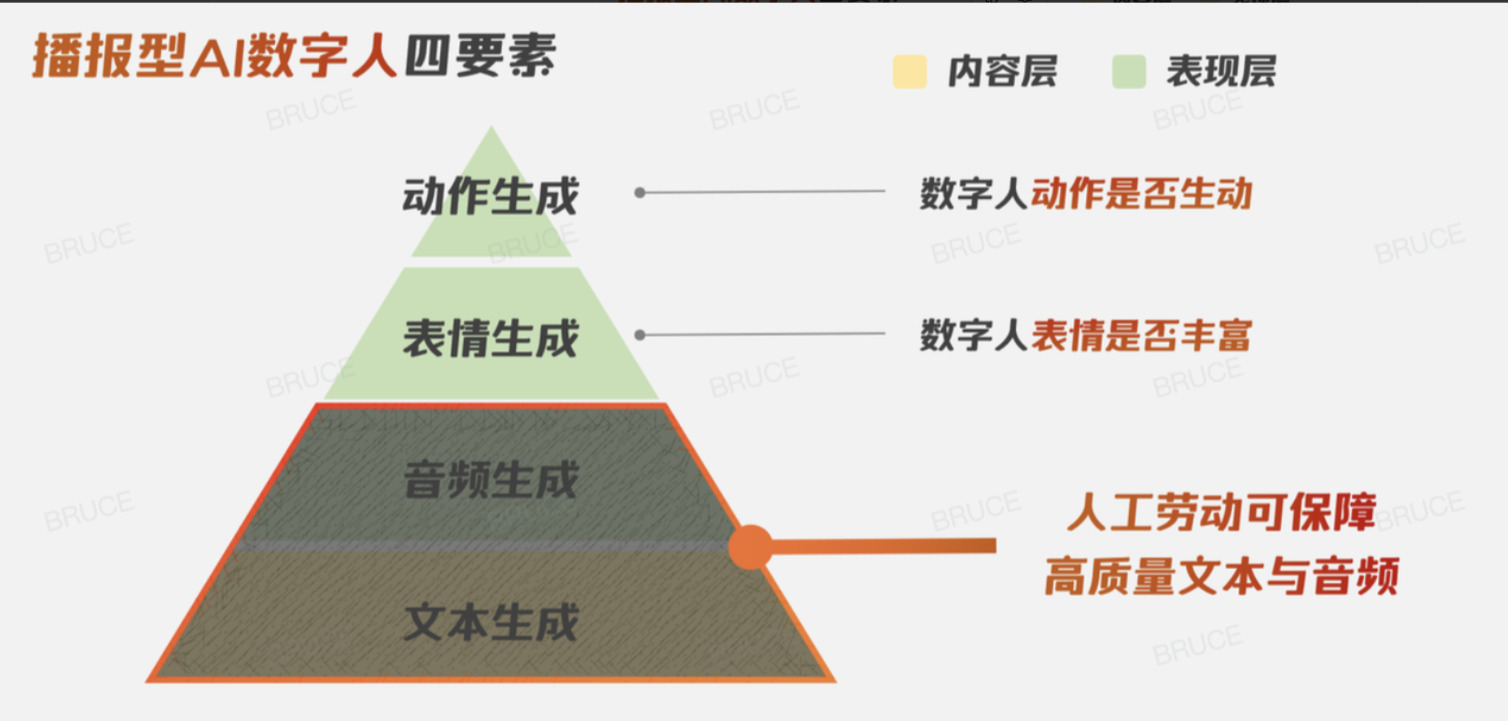 播报型AI数字人四要素
内容层
表现层
动作生成
数字人动作是否生动
表情生成
数字人表情是否丰富
音频生成
人工劳动可保障
高质量文本与音频
文本生成
BRUCE
BRUCE
BRUCE
BRUCE
BRUCE
BRUCE
BRUCE
BRUCE
BRUCE
BRUCE
BRUCE
BRUCE
BRUCE
BRUCE